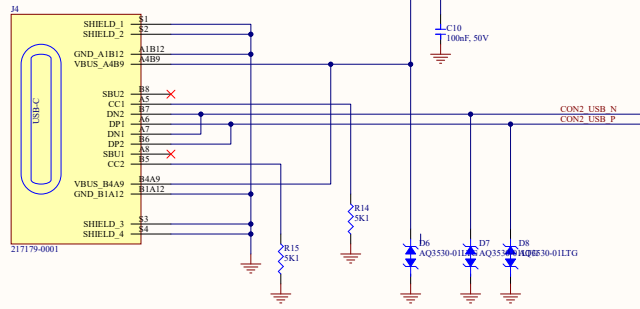 J4
SHIELD_1 S1
SHIELD_2 S2
GND_A1B12 A1B12
VBUS_A4B9 A4B9
SBU2 B8
CC1 A5
DN2 B7
DP1 A6
DN1 A7
DP2 B6
SBU1 A8
CC2 B5
VBUS_B4A9 B4A9
GND_B1A12 B1A12
SHIELD_3 S3
SHIELD_4 S4
USB-C
217179-0001
C10
100nF, 50V
CON2_USB_N
CON2_USB_P
R14
5K1
R15
5K1
D6
D7
D8
AQ3530-01LTG